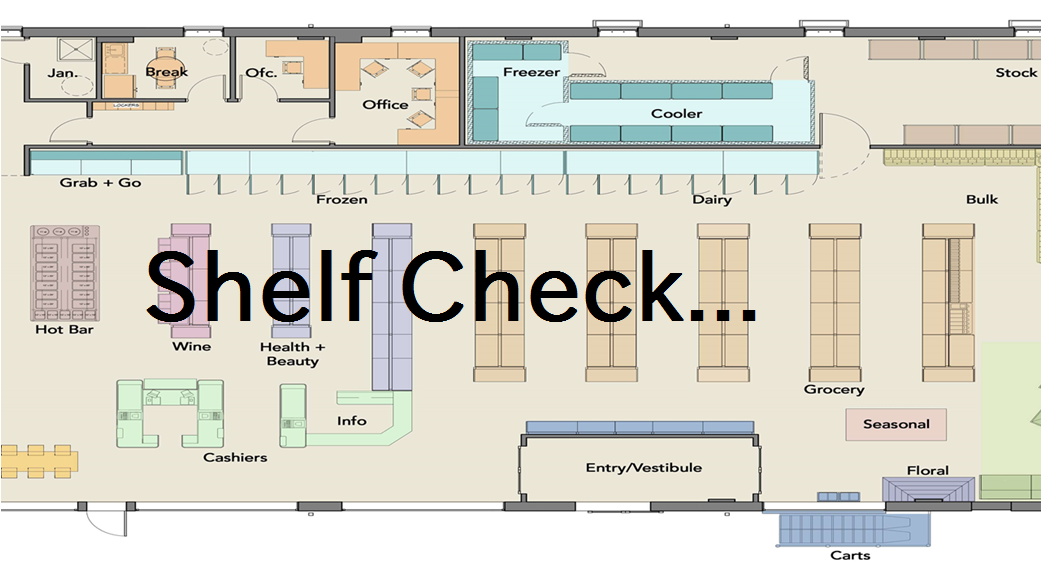 Jan.
Break
Ofc.
LOCKERS
Office
Freezer
Cooler
Stock
Grab + Go
Frozen
Dairy
Bulk
Shelf Check...
Hot Bar
Wine
Health +
Beauty
Grocery
Info
Seasonal
Cashiers
Entry/Vestibule
Floral
Carts